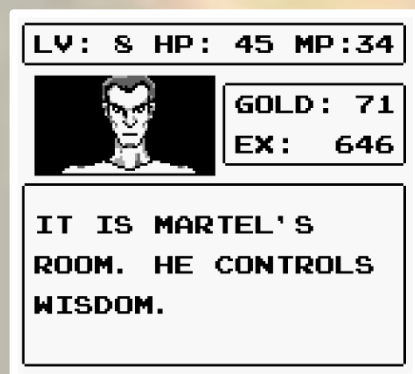 LV: 8 HP: 45 MP:34
GOLD: 71
EX: 646
IT IS MARTEL'S
ROOM. HE CONTROLS
WISDOM.